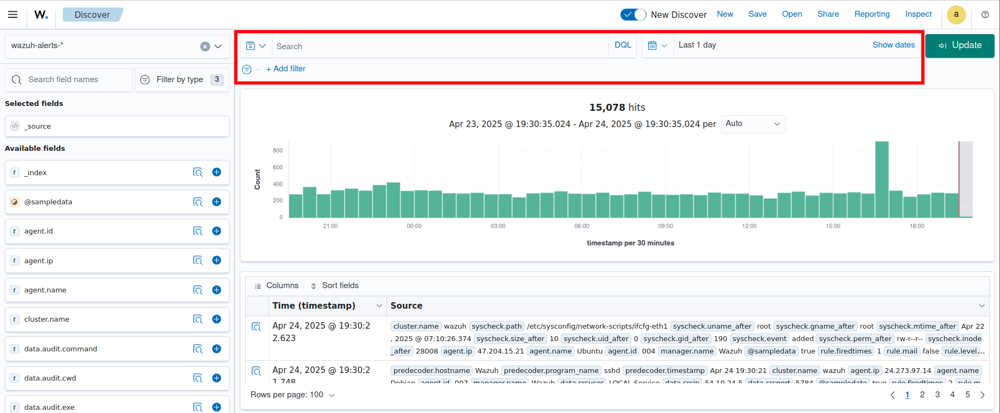 W. Discover New Discover New Save Open Share Reporting Inspect a
wazuh-alerts-*
Search DQL Last 1 day Show dates Update
+ Add filter
Search field names Filter by type 3
Selected fields
_source
Available fields
t _index
@sampledata
t agent.id
t agent.ip
t agent.name
t cluster.name
t data.audit.command
t data.audit.cwd
t data.audit.exe
15,078 hits
Apr 23, 2025 @ 19:30:35.024 - Apr 24, 2025 @ 19:30:35.024 per Auto
Count
800
600
400
200
0
21:00 00:00 03:00 06:00 09:00 12:00 15:00 18:00
timestamp per 30 minutes
Columns Sort fields
Time (timestamp) Source
Apr 24, 2025 @ 19:30:2
2.623
cluster.name wazuh syscheck.path /etc/sysconfig/network-scripts/ifcfg-eth1 syscheck.uname_after root syscheck.gname_after root syscheck.mtime_after Apr 22
, 2025 @ 07:10:26.374 syscheck.size_after 10 syscheck.uid_after 0 syscheck.gid_after 190 syscheck.event added syscheck.perm_after rw-r--r-- syscheck.inode
_after 28008 agent.ip 47.204.15.21 agent.name Ubuntu agent.id 004 manager.name Wazuh @sampledata true rule.firedtimes 1 rule.mail false rule.level…
Apr 24, 2025 @ 19:30:2
1.748
predecoder.hostname Wazuh predecoder.program_name sshd predecoder.timestamp Apr 24 19:30:21 cluster.name wazuh agent.ip 24.273.97.14 agent.name
Debian agent.id 007 manager.name Wazuh data.srcuser LOCAL Service data.srcip 54.10.24.5 data.srcport 5784 @sampledata true rule.firedtimes 2 rule.m
Rows per page: 100 1 2 3 4 5